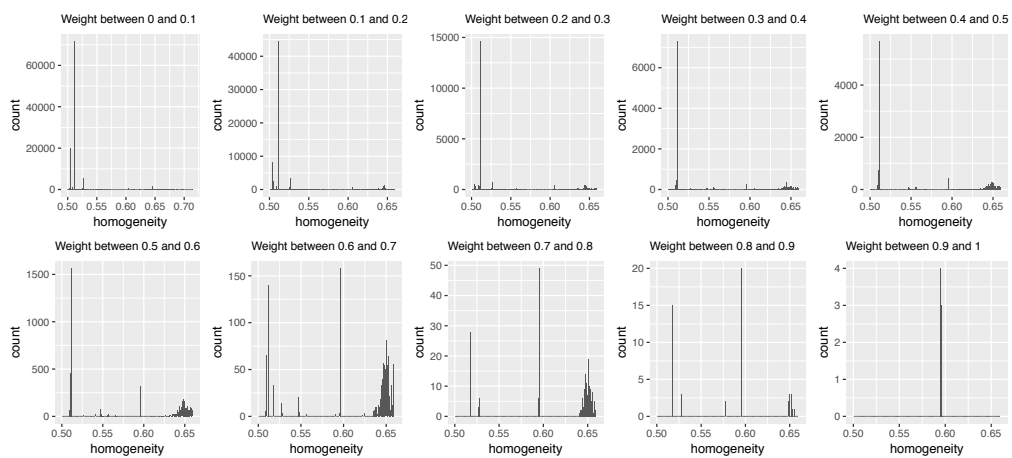 Weight between 0 and 0.1
Weight between 0.1 and 0.2
Weight between 0.2 and 0.3
Weight between 0.3 and 0.4
Weight between 0.4 and 0.5
count
60000
40000
20000
0
0.50 0.55 0.60 0.65 0.70
homogeneity
count
40000
30000
20000
10000
0
0.50 0.55 0.60 0.65
homogeneity
count
15000
10000
5000
0
0.50 0.55 0.60 0.65
homogeneity
count
6000
4000
2000
0
0.50 0.55 0.60 0.65
homogeneity
count
4000
2000
0
0.50 0.55 0.60 0.65
homogeneity
Weight between 0.5 and 0.6
Weight between 0.6 and 0.7
Weight between 0.7 and 0.8
Weight between 0.8 and 0.9
Weight between 0.9 and 1
count
1500
1000
500
0
0.50 0.55 0.60 0.65
homogeneity
count
150
100
50
0
0.50 0.55 0.60 0.65
homogeneity
count
50
40
30
20
10
0
0.50 0.55 0.60 0.65
homogeneity
count
20
15
10
5
0
0.50 0.55 0.60 0.65
homogeneity
count
4
3
2
1
0
0.50 0.55 0.60 0.65
homogeneity